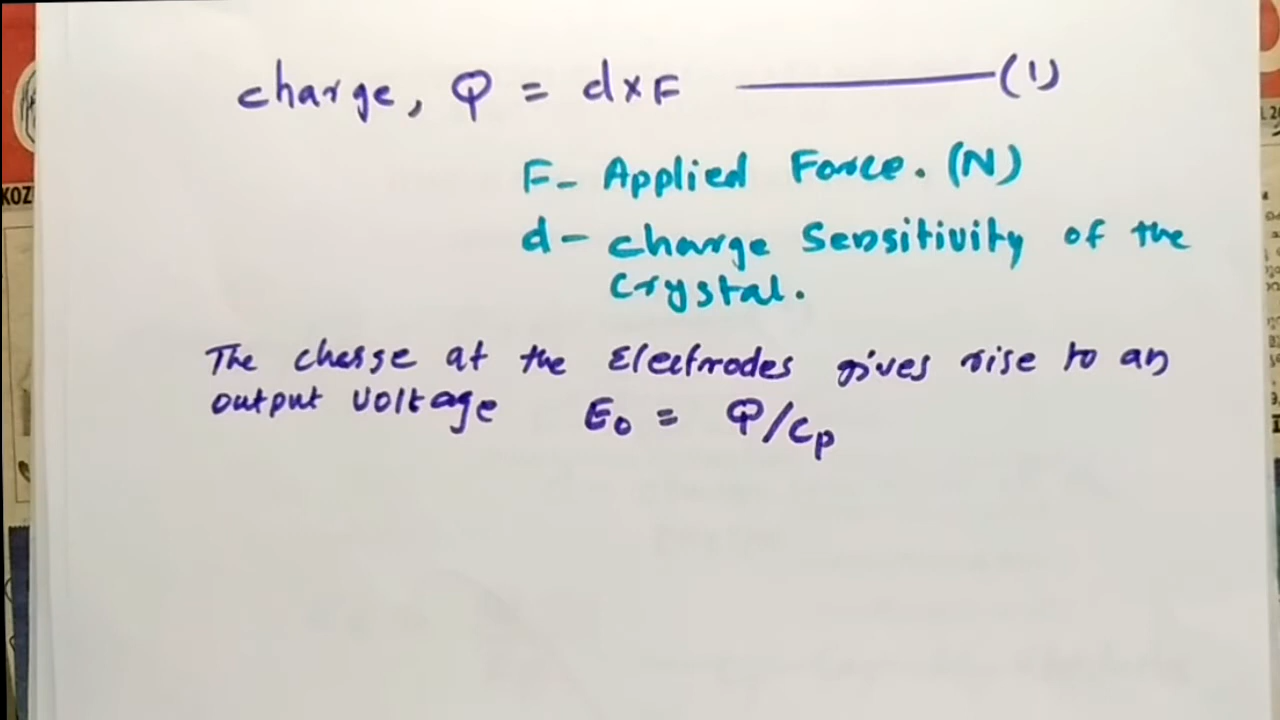 charge, Q = d×F ———— (1)
F - Applied Force. (N)
d - charge Sensitivity of the
crystal.
The charge at the Electrodes gives rise to an
output voltage E₀ = Q/Cp
KOZ